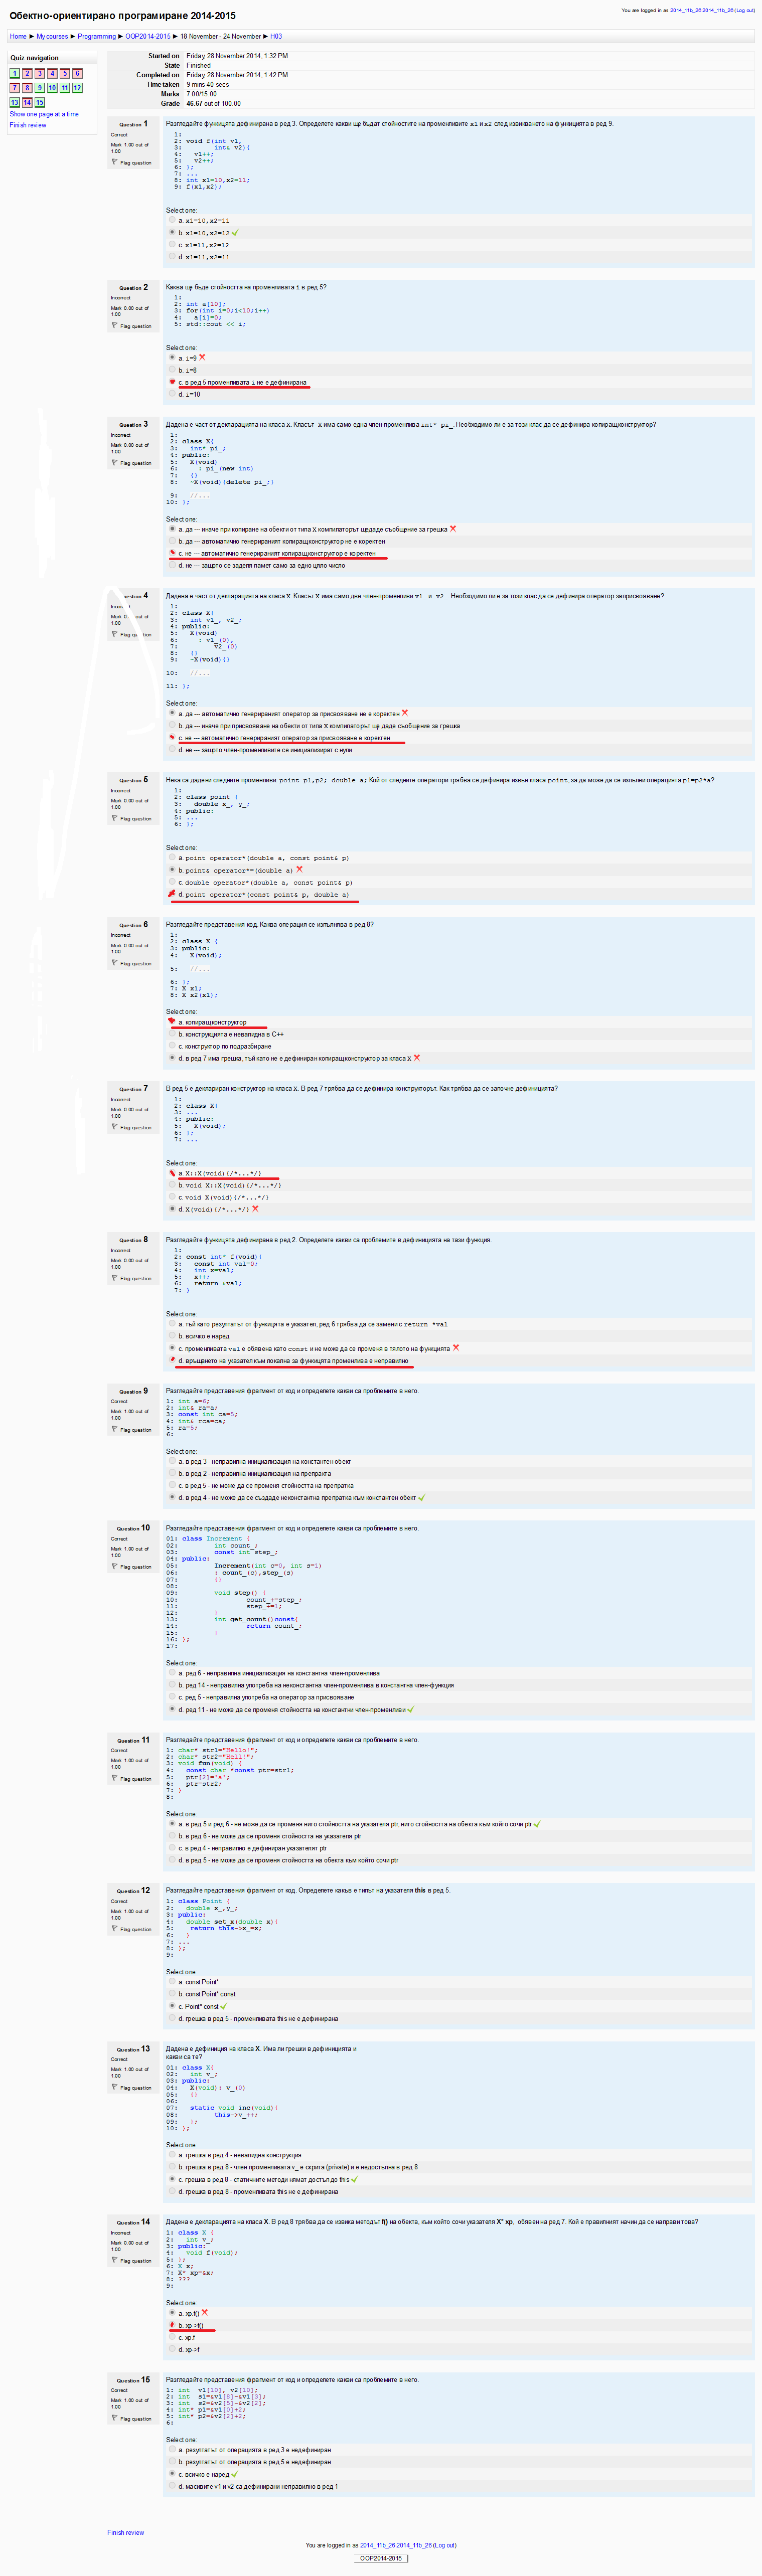 Обектно-ориентирано програмиране 2014-2015
You are logged in as 2014_11b_26 2014_11b_26 (Log out)
Home ► My courses ► Programming ► OOP2014-2015 ► 18 November - 24 November ► H03
Quiz navigation
1 2 3 4 5 6
7 8 9 10 11 12
13 14 15
Show one page at a time
Finish review
Started on Friday, 28 November 2014, 1:32 PM
State Finished
Completed on Friday, 28 November 2014, 1:42 PM
Time taken 9 mins 40 secs
Marks 7.00/15.00
Grade 46.67 out of 100.00
Question 1
Correct
Mark 1.00 out of
1.00
Flag question
Разгледайте функцията дефинирана в ред 3. Определете какви ще бъдат стойностите на променливите x1 и x2 след извикването на функцията в ред 9.
1:
2: void f(int v1,
3: int& v2){
4: v1++;
5: v2++;
6: };
7: ...
8: int x1=10,x2=11;
9: f(x1,x2);
Select one:
a. x1=10,x2=11
b. x1=10,x2=12
c. x1=11,x2=12
d. x1=11,x2=11
Question 2
Incorrect
Mark 0.00 out of
1.00
Flag question
Каква ще бъде стойността на променливата i в ред 5?
1:
2: int a[10];
3: for(int i=0;i<10;i++)
4: a[i]=0;
5: std::cout << i;
Select one:
a. i=9
b. i=8
c. в ред 5 променливата i не е дефинирана
d. i=10
Question 3
Incorrect
Mark 0.00 out of
1.00
Flag question
Дадена е част от декларацията на класа X. Класът X има само една член-променлива int* pi_. Необходимо ли е за този клас да се дефинира копиращ конструктор?
1:
2: class X{
3: int* pi_;
4: public:
5: X(void)
6: : pi_(new int)
7: {}
8: ~X(void){delete pi_;}
9: //...
10: };
Select one:
a. да --- иначе при копиране на обекти от типа X компилаторът ще даде съобщение за грешка
b. да --- автоматично генерираният копиращ конструктор не е коректен
c. не --- автоматично генерираният копиращ конструктор е коректен
d. не --- защото се заделя памет само за едно цяло число
Question 4
Incorrect
Mark 0.00 out of
1.00
Flag question
Дадена е част от декларацията на класа X. Класът X има само две член-променливи v1_ и v2_. Необходимо ли е за този клас да се дефинира оператор за присвояване?
1:
2: class X{
3: int v1_, v2_;
4: public:
5: X(void)
6: : v1_(0),
7: v2_(0)
8: {}
9: ~X(void){}
10: //...
11: };
Select one:
a. да --- автоматично генерираният оператор за присвояване не е коректен
b. да --- иначе при присвояване на обекти от типа X компилаторът ще даде съобщение за грешка
c. не --- автоматично генерираният оператор за присвояване е коректен
d. не --- защото член-променливите се инициализират с нули
Question 5
Incorrect
Mark 0.00 out of
1.00
Flag question
Нека са дадени следните променливи: point p1,p2; double a; Кой от следните оператори трябва се дефинира извън класа point, за да може да се изпълни операцията p1=p2*a?
1:
2: class point {
3: double x_, y_;
4: public:
5: ...
6: };
Select one:
a. point operator*(double a, const point& p)
b. point& operator*=(double a)
c. double operator*(double a, const point& p)
d. point operator*(const point& p, double a)
Question 6
Incorrect
Mark 0.00 out of
1.00
Flag question
Разгледайте представения код. Каква операция се изпълнява в ред 8?
1:
2: class X {
3: public:
4: X(void);
5: //...
6: };
7: X x1;
8: X x2(x1);
Select one:
a. копиращ конструктор
b. конструкцията е невалидна в C++
c. конструктор по подразбиране
d. в ред 7 има грешка, тъй като не е дефиниран копиращ конструктор за класа X
Question 7
Incorrect
Mark 0.00 out of
1.00
Flag question
В ред 5 е деклариран конструктор на класа X. В ред 7 трябва да се дефинира конструкторът. Как трябва да се започне дефиницията?
1:
2: class X{
3: ...
4: public:
5: X(void);
6: };
7: ...
Select one:
a. X::X(void){/*...*/}
b. void X::X(void){/*...*/}
c. void X(void){/*...*/}
d. X(void){/*...*/}
Question 8
Incorrect
Mark 0.00 out of
1.00
Flag question
Разгледайте функцията дефинирана в ред 2. Определете какви са проблемите в дефиницията на тази функция.
1:
2: const int* f(void){
3: const int val=0;
4: int x=val;
5: x++;
6: return &val;
7: }
Select one:
a. тъй като резултатът от функцията е указател, ред 6 трябва да се замени с return *val
b. всичко е наред
c. променливата val е обявена като const и не може да се променя в тялото на функцията
d. връщането на указател към локална за функцията променлива е неправилно
Question 9
Correct
Mark 1.00 out of
1.00
Flag question
Разгледайте представения фрагмент от код и определете какви са проблемите в него.
1: int a=6;
2: int& ra=a;
3: const int ca=5;
4: int& rca=ca;
5: ra=5;
6:
Select one:
a. в ред 3 - неправилна инициализация на константен обект
b. в ред 2 - неправилна инициализация на препратка
c. в ред 5 - не може да се променя стойността на препратка
d. в ред 4 - не може да се създаде неконстантна препратка към константен обект
Question 10
Correct
Mark 1.00 out of
1.00
Flag question
Разгледайте представения фрагмент от код и определете какви са проблемите в него.
01: class Increment {
02: int count_;
03: const int step_;
04: public:
05: Increment(int c=0, int s=1)
06: : count_(c),step_(s)
07: {}
08:
09: void step() {
10: count_+=step_;
11: step_+=1;
12: }
13: int get_count()const{
14: return count_;
15: }
16: };
17:
Select one:
a. ред 6 - неправилна инициализация на константна член-променлива
b. ред 14 - неправилна употреба на неконстантна член-променлива в константна член-функция
c. ред 5 - неправилна употреба на оператор за присвояване
d. ред 11 - не може да се променя стойността на константни член-променливи
Question 11
Correct
Mark 1.00 out of
1.00
Flag question
Разгледайте представения фрагмент от код и определете какви са проблемите в него.
1: char* str1="Hello!";
2: char* str2="Hell!";
3: void fun(void) {
4: const char *const ptr=str1;
5: ptr[2]='a';
6: ptr=str2;
7: }
8:
Select one:
a. в ред 5 и ред 6 - не може да се променя нито стойността на указателя ptr, нито стойността на обекта към който сочи ptr
b. в ред 6 - не може да се променя стойността на указателя ptr
c. в ред 4 - неправилно е дефиниран указателят ptr
d. в ред 5 - не може да се променя стойността на обекта към който сочи ptr
Question 12
Correct
Mark 1.00 out of
1.00
Flag question
Разгледайте представения фрагмент от код. Определете какъв е типът на указателя this в ред 5.
1: class Point {
2: double x_,y_;
3: public:
4: double set_x(double x){
5: return this->x_=x;
6: }
7: ...
8: };
9:
Select one:
a. const Point*
b. const Point* const
c. Point* const
d. грешка в ред 5 - променливата this не е дефинирана
Question 13
Correct
Mark 1.00 out of
1.00
Flag question
Дадена е дефиниция на класа X. Има ли грешки в дефиницията и
какви са те?
01: class X{
02: int v_;
03: public:
04: X(void): v_(0)
05: {}
06:
07: static void inc(void){
08: this->v_++;
09: };
10: };
Select one:
a. грешка в ред 4 - невалидна конструкция
b. грешка в ред 8 - член променливата v_ е скрита (private) и е недостъпна в ред 8
c. грешка в ред 8 - статичните методи нямат достъп до this
d. грешка в ред 8 - променливата this не е дефинирана
Question 14
Incorrect
Mark 0.00 out of
1.00
Flag question
Дадена е декларацията на класа X. В ред 8 трябва да се извика методът f() на обекта, към който сочи указателя X* xp, обявен на ред 7. Кой е правилният начин да се направи това?
1: class X {
2: int v_;
3: public:
4: void f(void);
5: };
6: X x;
7: X* xp=&x;
8: ???
9:
Select one:
a. xp.f()
b. xp->f()
c. xp.f
d. xp->f
Question 15
Correct
Mark 1.00 out of
1.00
Flag question
Разгледайте представения фрагмент от код и определете какви са проблемите в него.
1: int v1[10], v2[10];
2: int s1=&v1[8]-&v1[3];
3: int s2=&v2[5]-&v2[2];
4: int* p1=&v1[0]+2;
5: int* p2=&v2[2]+2;
6:
Select one:
a. резултатът от операцията в ред 3 е недефиниран
b. резултатът от операцията в ред 5 е недефиниран
c. всичко е наред
d. масивите v1 и v2 са дефинирани неправилно в ред 1
Finish review
You are logged in as 2014_11b_26 2014_11b_26 (Log out)
OOP2014-2015